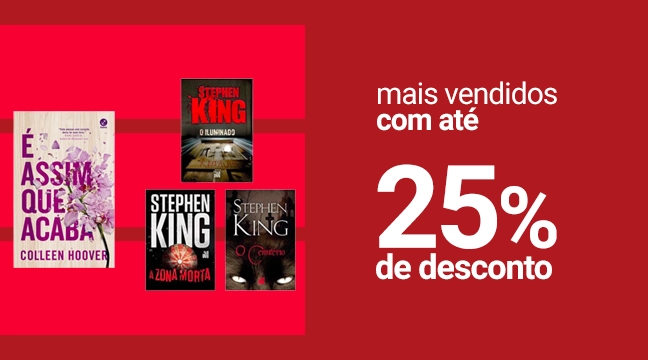 É
ASSIM
QUE
ACABA
COLLEEN HOOVER
STEPHEN
KING
O ILUMINADO
STEPHEN
KING
A ZONA MORTA
STEPHEN
KING
O Cemitério
mais vendidos
com até
25%
de desconto